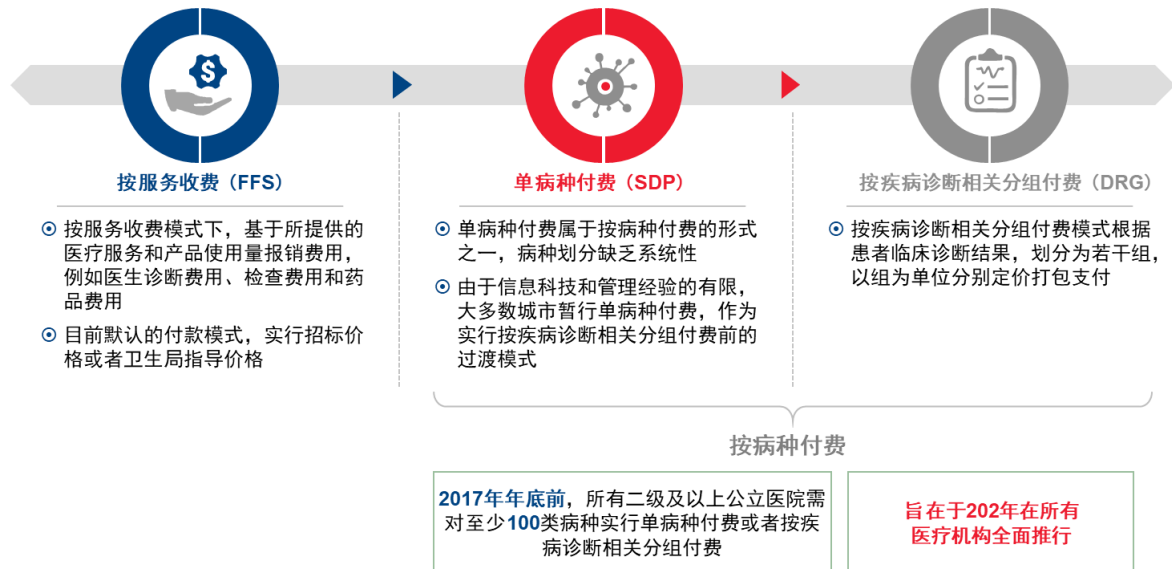 $
按服务收费（FFS）
按服务收费模式下，基于所提供的
医疗服务和产品使用量报销费用，
例如医生诊断费用、检查费用和药
品费用
目前默认的付款模式，实行招标价
格或者卫生局指导价格
单病种付费（SDP）
单病种付费属于按病种付费的形式
之一，病种划分缺乏系统性
由于信息科技和管理经验的有限，
大多数城市暂行单病种付费，作为
实行按疾病诊断相关分组付费前的
过渡模式
按疾病诊断相关分组付费（DRG）
按疾病诊断相关分组付费模式根据
患者临床诊断结果，划分为若干组，
以组为单位分别定价打包支付
按病种付费
2017年年底前，所有二级及以上公立医院需
对至少100类病种实行单病种付费或者按疾
病诊断相关分组付费
旨在于202年在所有
医疗机构全面推行